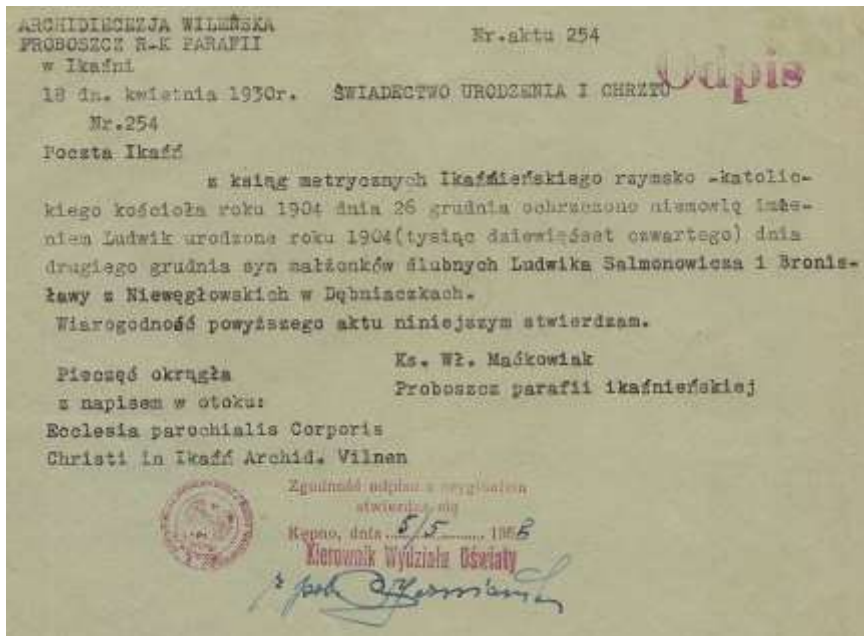 ARCHIDIECEZJA WILEŃSKA
PROBOSZCZ R-K PARAFII
Nr.aktu 254
w Ikaźni
Odpis
18 dn. kwietnia 1930r. ŚWIADECTWO URODZENIA I CHRZTO
Nr.254
Poczta Ikaźń
z ksiąg metrycznych Ikaźnieńskiego rzymsko -katolic-
kiego kościoła roku 1904 dnia 26 grudnia ochrzczono niemowlę imie-
niem Ludwik urodzone roku 1904(tysiąc dziewięćset czwartego) dnia
drugiego grudnia syn małżonków ślubnych Ludwika Salmonowicza i Bronis-
ławy z Niewęgłowskich w Dębniaczkach.
Wiarogodność powyższego aktu niniejszym stwierdzam.
Ks. Wł. Maćkowiak
Pieczęć okrągła
Proboszcz parafii ikaźnieńskiej
z napisem w otoku:
Ecclesia parochialis Corporis
Christi in Ikaźń Archid. Vilnen
Zgodność odpisu z oryginałem
stwierdza się
Kępno, dnia 5/5 195
Kierownik Wydziału Oświaty